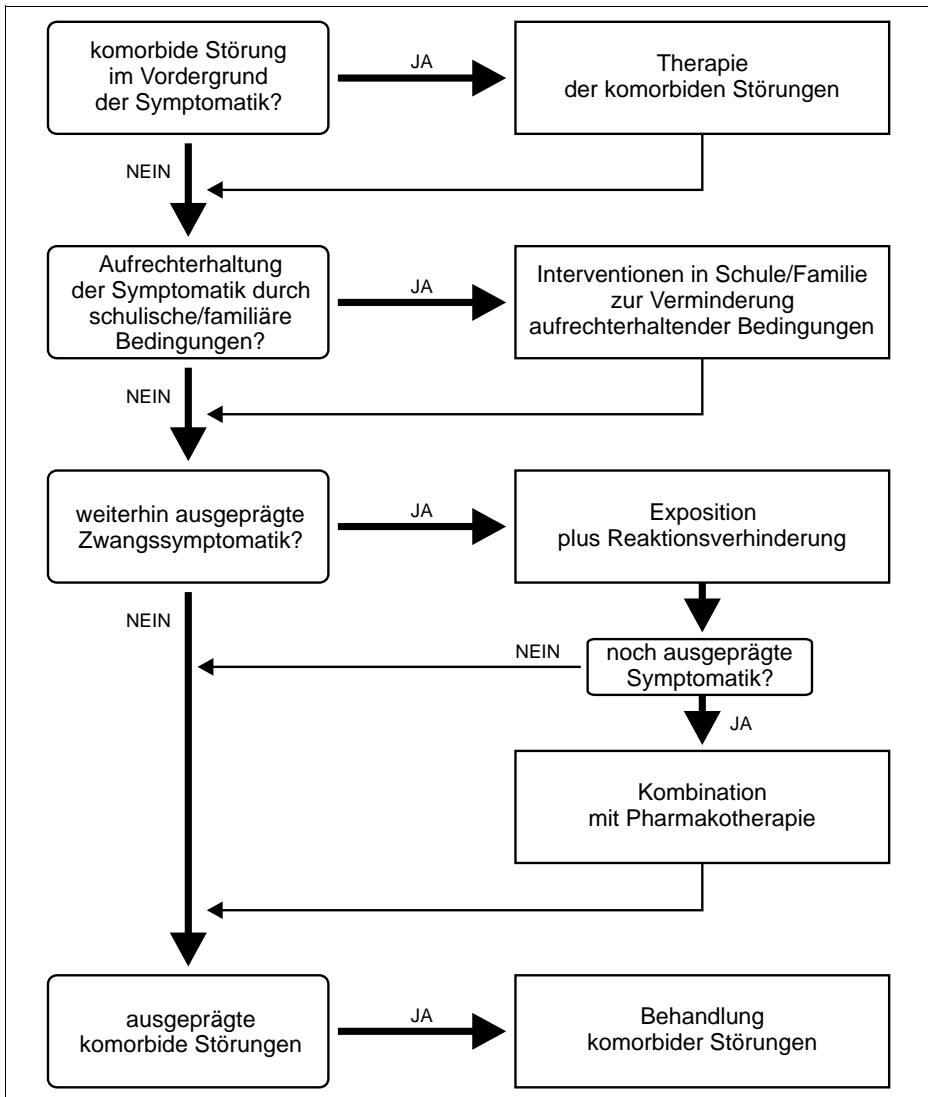 komorbide Störung
im Vordergrund
der Symptomatik?
JA
Therapie
der komorbiden Störungen
NEIN
Aufrechterhaltung
der Symptomatik durch
schulische/familiäre
Bedingungen?
JA
Interventionen in Schule/Familie
zur Verminderung
aufrechterhaltender Bedingungen
NEIN
weiterhin ausgeprägte
Zwangssymptomatik?
JA
Exposition
plus Reaktionsverhinderung
NEIN
NEIN
noch ausgeprägte
Symptomatik?
JA
Kombination
mit Pharmakotherapie
ausgeprägte
komorbide Störungen
JA
Behandlung
komorbider Störungen